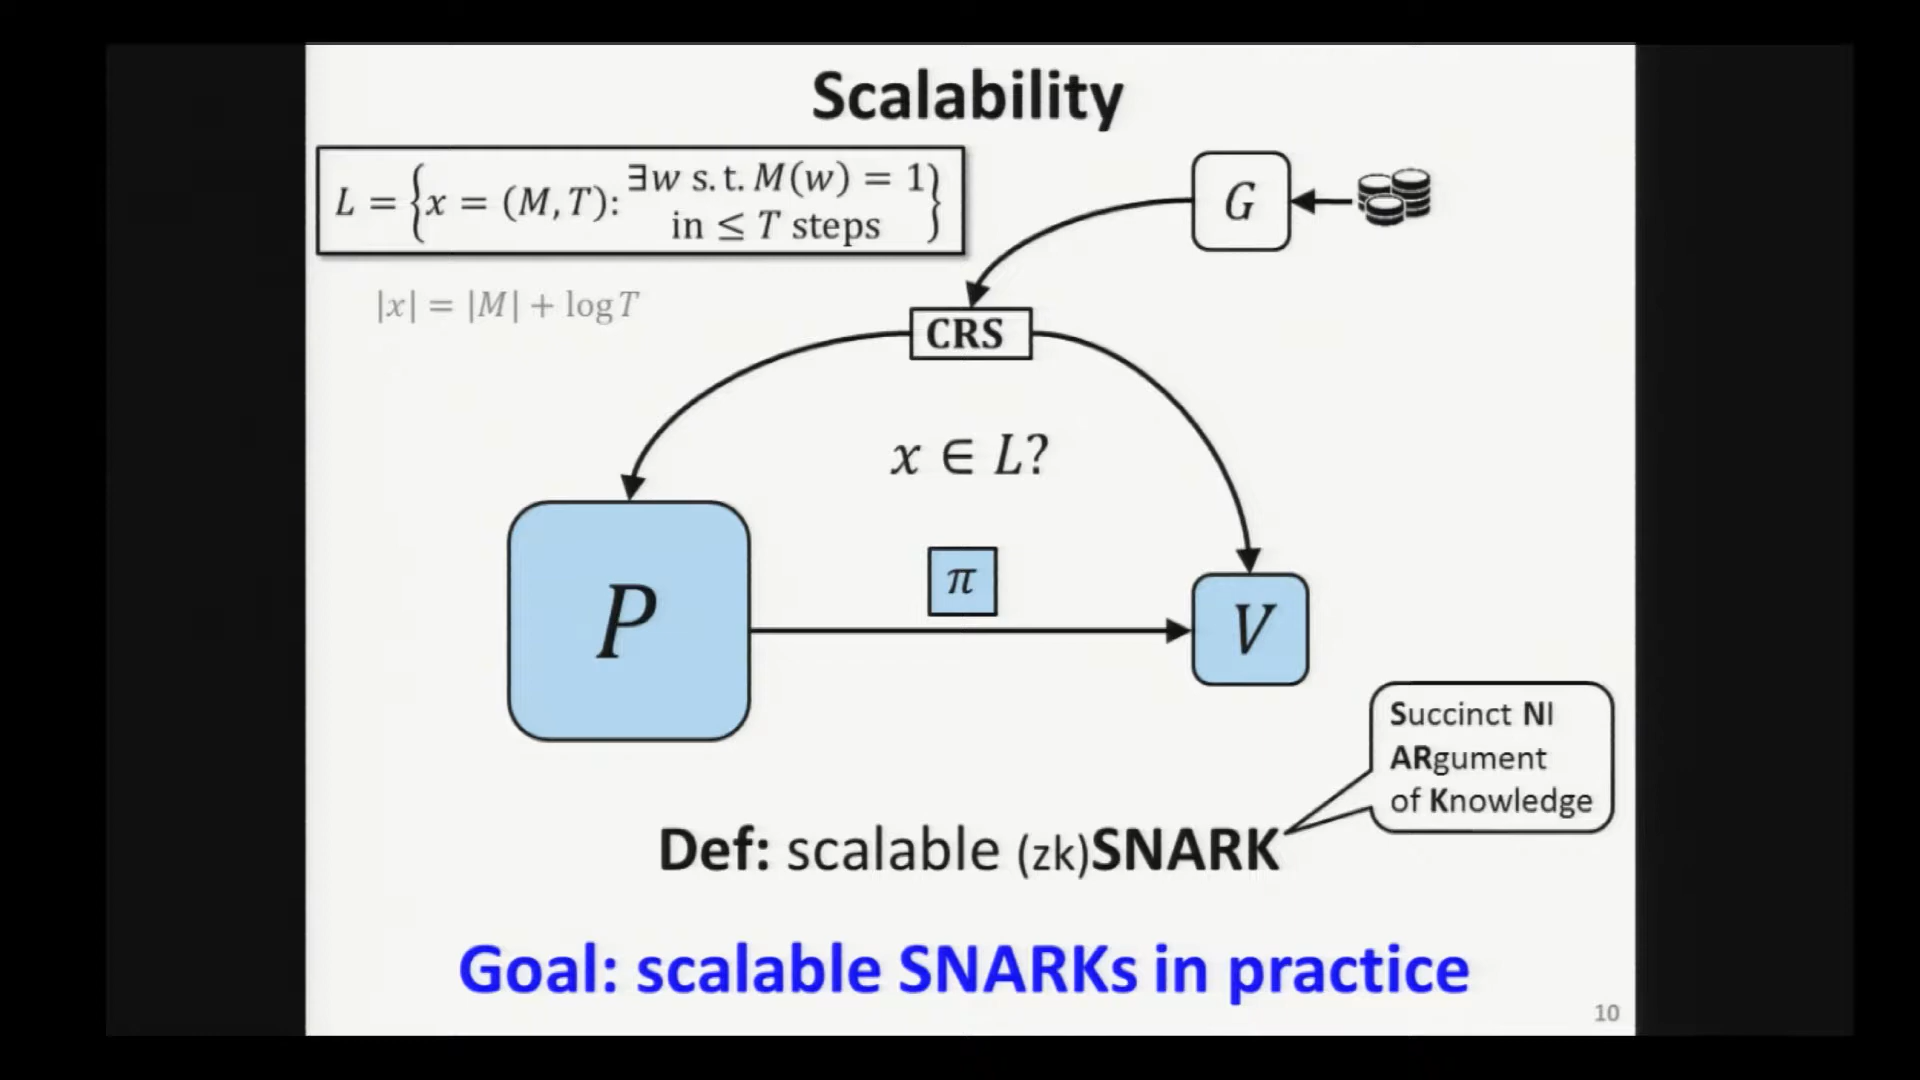 Scalability
L = {x = (M, T): ∃w s.t. M(w) = 1
in ≤ T steps}
|x| = |M| + log T
G
CRS
x ∈ L?
π
P
V
Succinct NI
ARgument
of Knowledge
Def: scalable (zk)SNARK
Goal: scalable SNARKs in practice
10